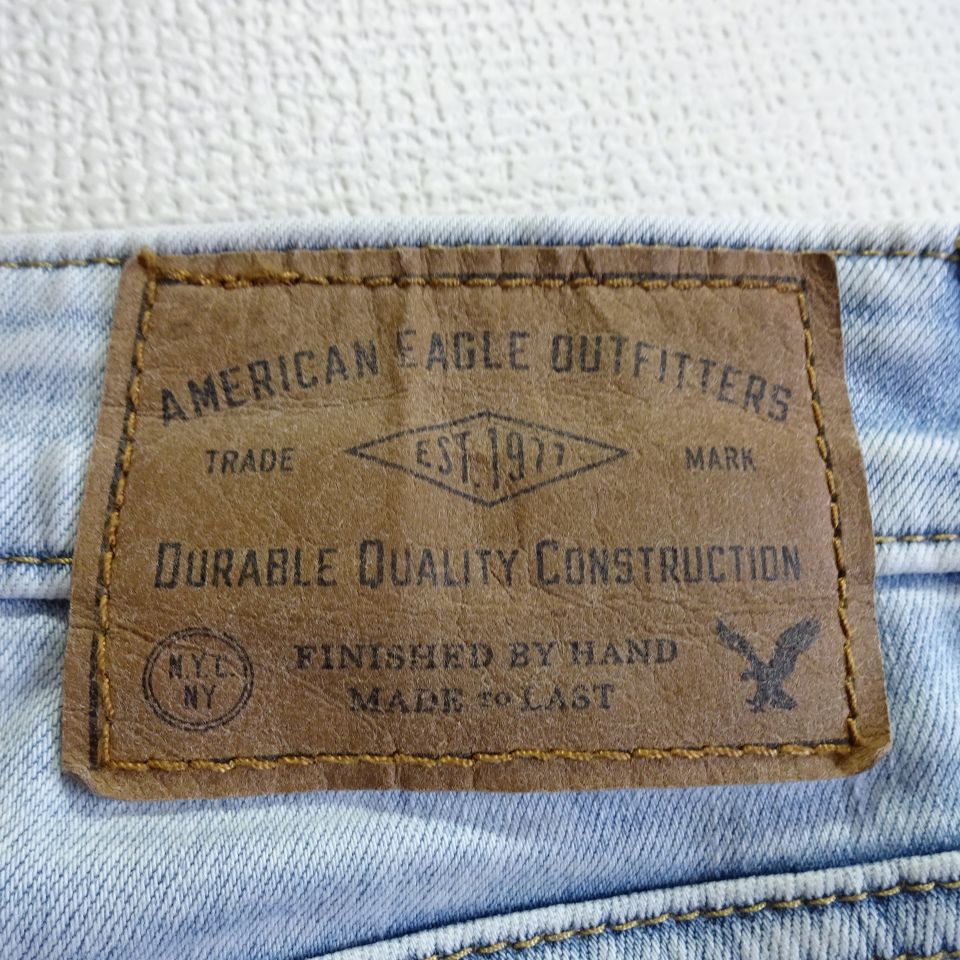 AMERICAN EAGLE OUTFITTERS
TRADE EST. 1977 MARK
DURABLE QUALITY CONSTRUCTION
N.Y.C. NY
FINISHED BY HAND
MADE to LAST